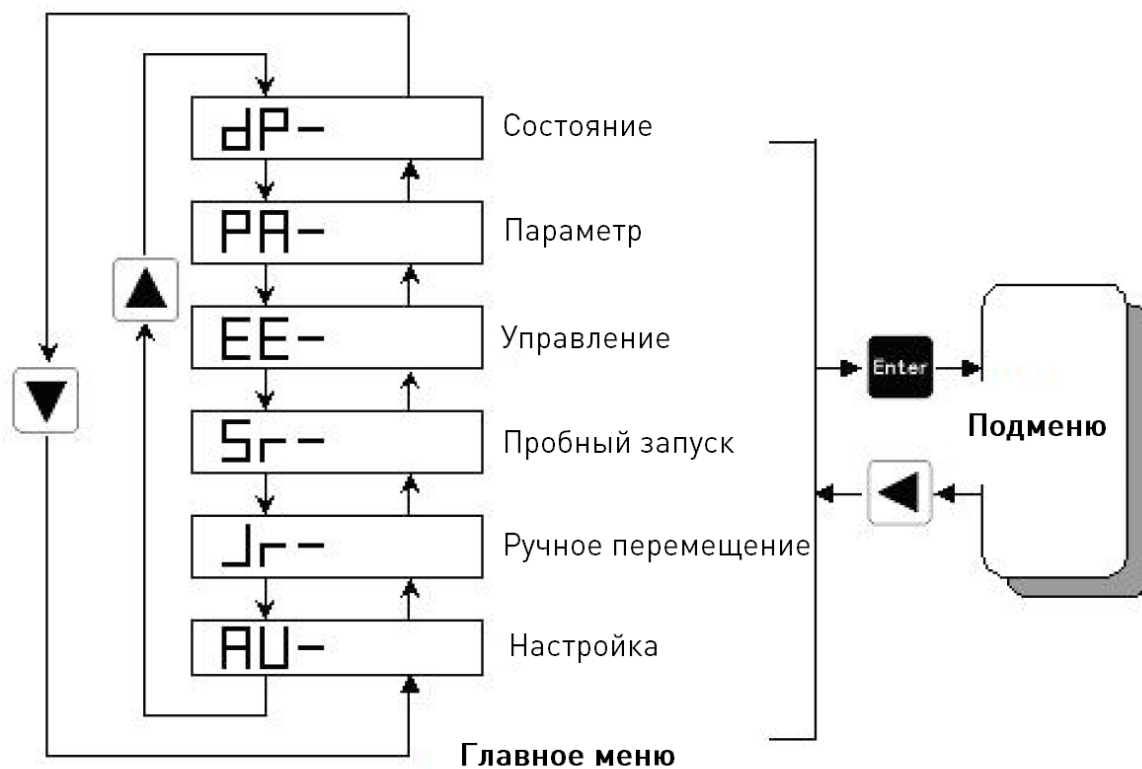 dP-
Состояние
PA-
Параметр
EE-
Управление
Sr-
Пробный запуск
Jr-
Ручное перемещение
AU-
Настройка
Главное меню
Enter
Подменю